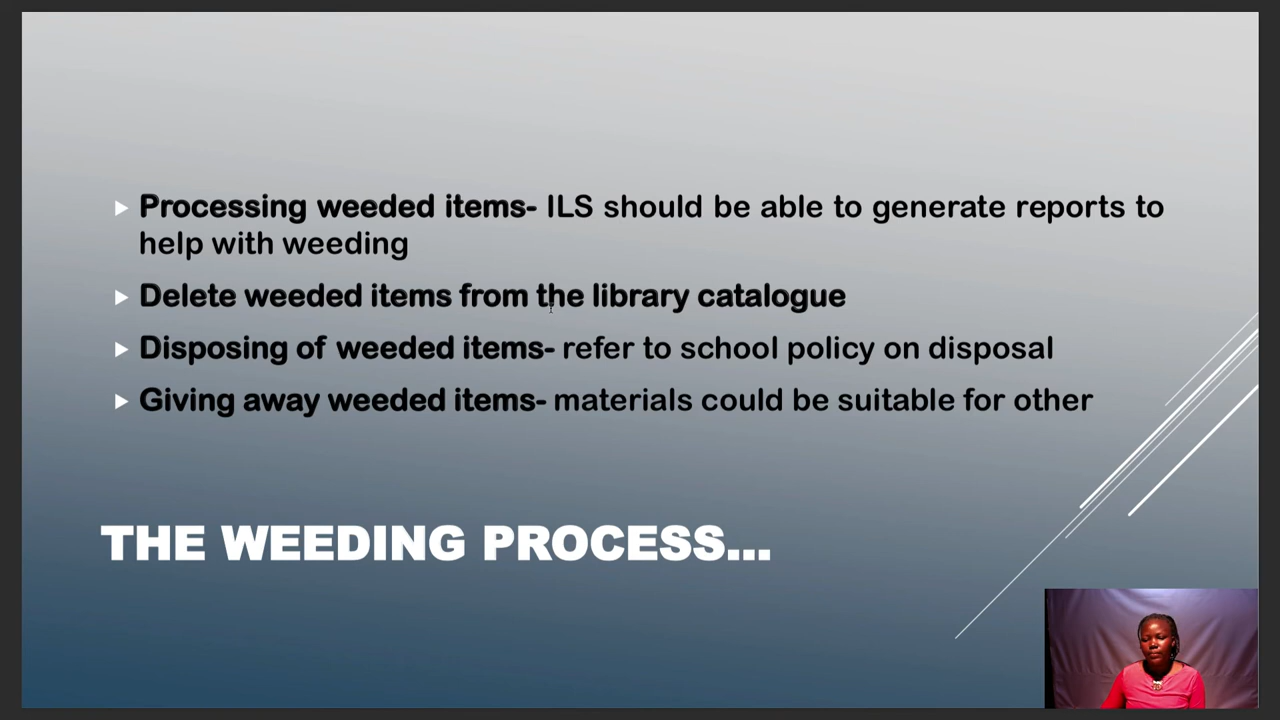 Processing weeded items- ILS should be able to generate reports to
help with weeding
Delete weeded items from the library catalogue
Disposing of weeded items- refer to school policy on disposal
Giving away weeded items- materials could be suitable for other
THE WEEDING PROCESS...